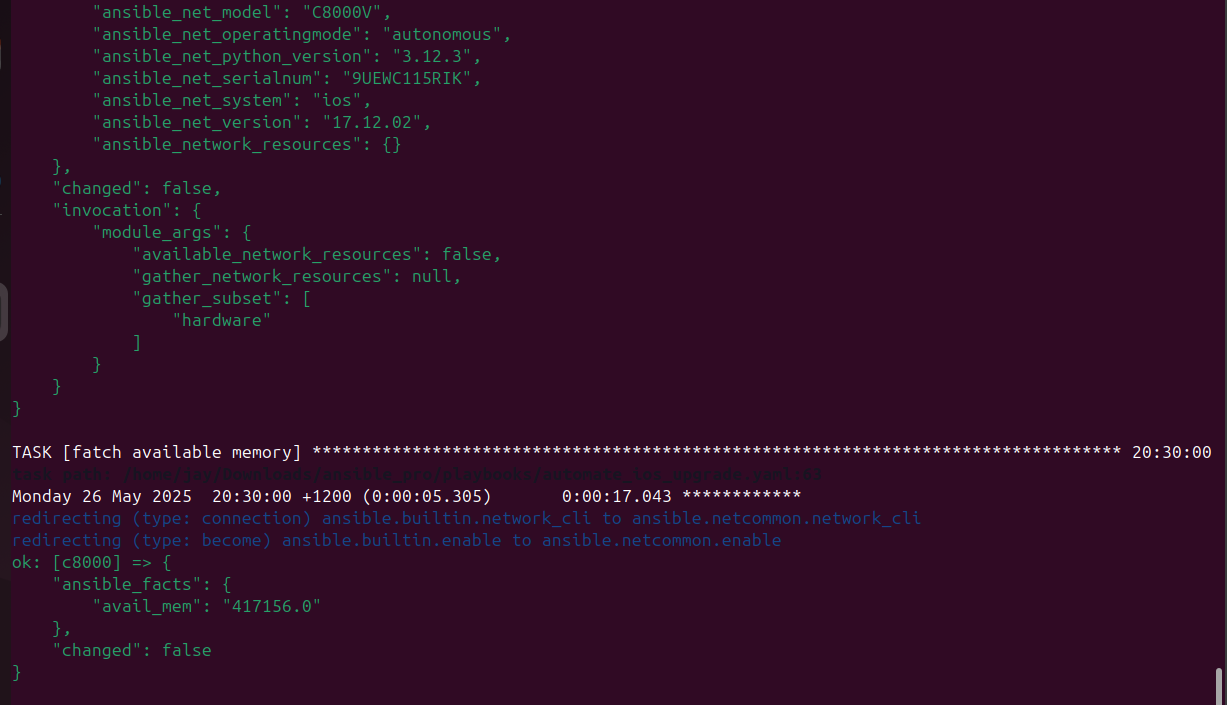 "ansible_net_model": "C8000V",
"ansible_net_operatingmode": "autonomous",
"ansible_net_python_version": "3.12.3",
"ansible_net_serialnum": "9UEWC115RIK",
"ansible_net_system": "ios",
"ansible_net_version": "17.12.02",
"ansible_network_resources": {}
},
"changed": false,
"invocation": {
"module_args": {
"available_network_resources": false,
"gather_network_resources": null,
"gather_subset": [
"hardware"
]
}
}
}
TASK [fatch available memory] ********************************************************************************* 20:30:00
task path:
Monday 26 May 2025  20:30:00 +1200 (0:00:05.305)       0:00:17.043 ************
redirecting (type: connection) ansible.builtin.network_cli to ansible.netcommon.network_cli
redirecting (type: become) ansible.builtin.enable to ansible.netcommon.enable
ok: [c8000] => {
"ansible_facts": {
"avail_mem": "417156.0"
},
"changed": false
}